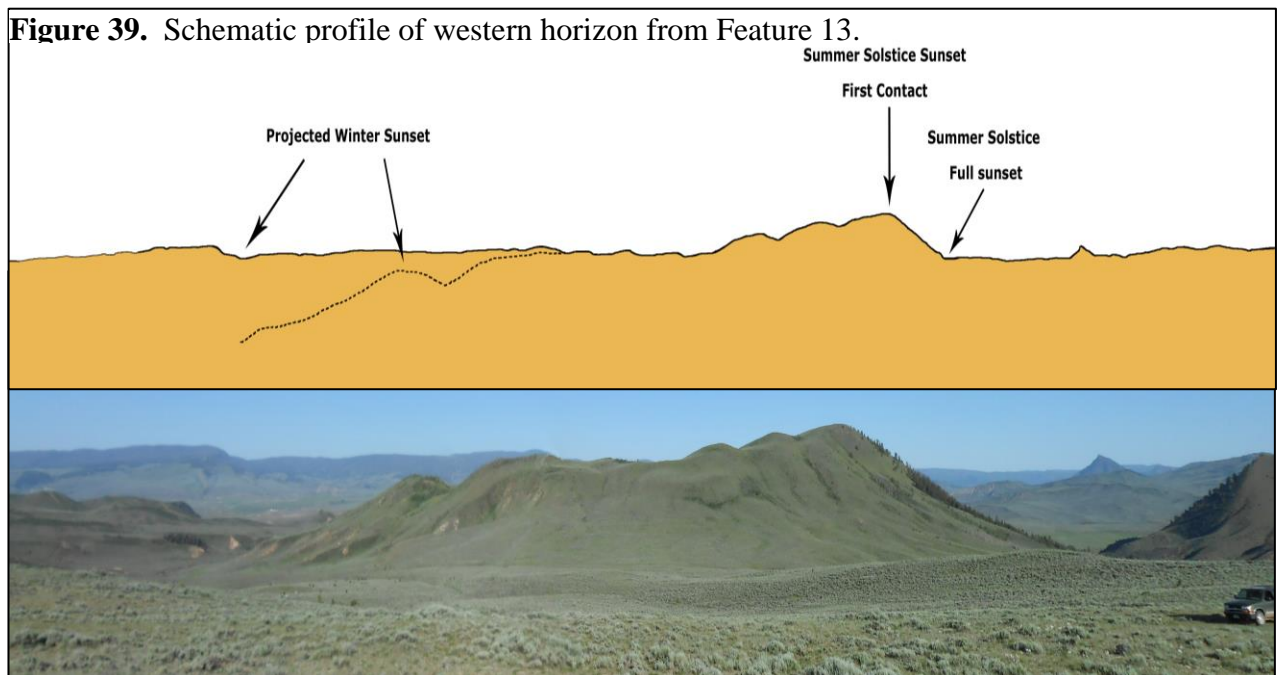 Figure 39.  Schematic profile of western horizon from Feature 13.
Summer Solstice Sunset
First Contact
Projected Winter Sunset
Summer Solstice
Full sunset